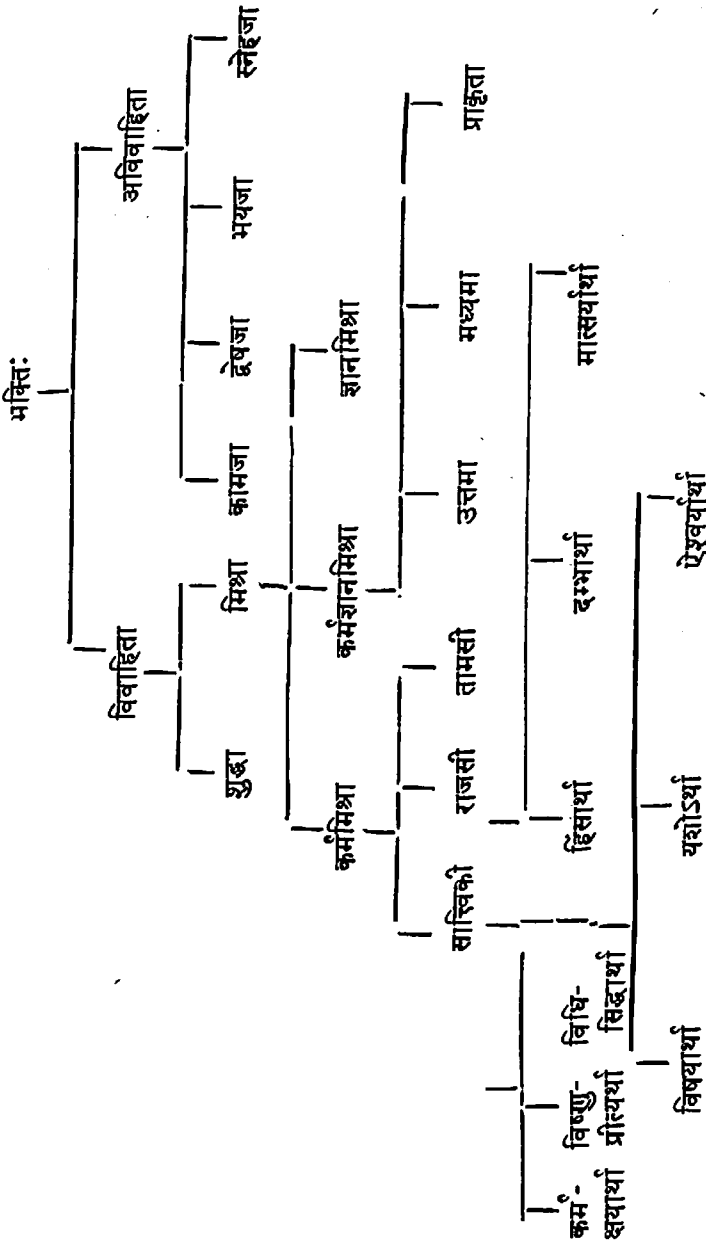 भक्तिः
विवाहिता अविवाहिता
शुद्धा मिश्रा कामजा द्वेषजा भयजा स्नेहजा
कर्ममिश्रा कर्मज्ञानमिश्रा ज्ञानमिश्रा
सात्त्विकी राजसी तामसी उत्तमा मध्यमा प्राकृता
कर्म - विष्णु- विधि- हिंसार्था दम्भार्था मात्सर्यार्था
क्षयार्था प्रीत्यर्था सिद्धार्था
विषयार्था यशोऽर्था ऐश्वर्यार्था